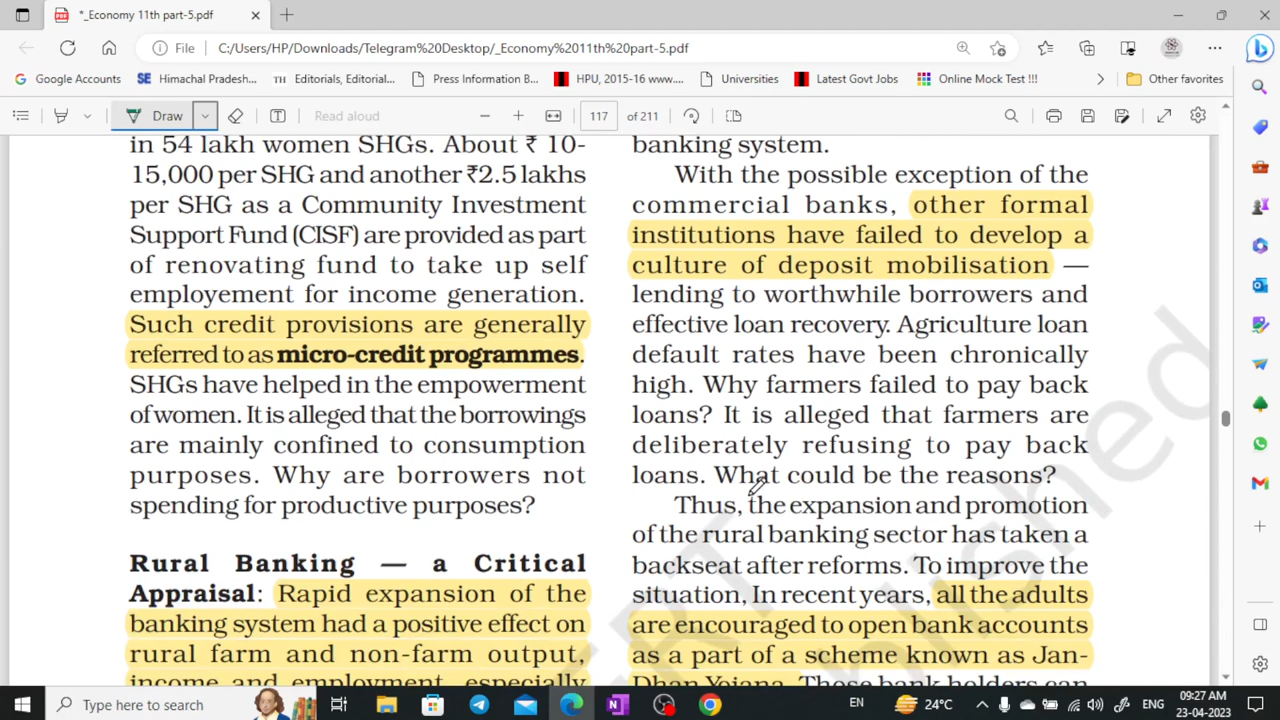 *_Economy 11th part-5.pdf
File
C:/Users/HP/Downloads/Telegram%20Desktop/_Economy%2011th%20part-5.pdf
Google Accounts
SE Himachal Pradesh...
TH Editorials, Editorial...
Press Information B...
HPU, 2015-16 www....
Universities
Latest Govt Jobs
Online Mock Test !!!
Other favorites
Draw
Read aloud
117 of 211
in 54 lakh women SHGs. About ₹ 10-
15,000 per SHG and another ₹2.5 lakhs
per SHG as a Community Investment
Support Fund (CISF) are provided as part
of renovating fund to take up self
employement for income generation.
Such credit provisions are generally
referred to as micro-credit programmes.
SHGs have helped in the empowerment
of women. It is alleged that the borrowings
are mainly confined to consumption
purposes. Why are borrowers not
spending for productive purposes?
Rural Banking — a Critical
Appraisal: Rapid expansion of the
banking system had a positive effect on
rural farm and non-farm output,
income and employment, especially
banking system.
With the possible exception of the
commercial banks, other formal
institutions have failed to develop a
culture of deposit mobilisation —
lending to worthwhile borrowers and
effective loan recovery. Agriculture loan
default rates have been chronically
high. Why farmers failed to pay back
loans? It is alleged that farmers are
deliberately refusing to pay back
loans. What could be the reasons?
Thus, the expansion and promotion
of the rural banking sector has taken a
backseat after reforms. To improve the
situation, In recent years, all the adults
are encouraged to open bank accounts
as a part of a scheme known as Jan-
Dhan Yojana. Those bank holders can
Type here to search
EN
24°C
ENG
09:27 AM
23-04-2023